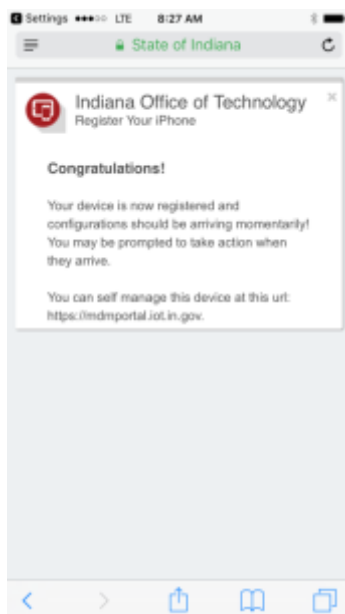 Settings LTE 8:27 AM
State of Indiana
Indiana Office of Technology
Register Your iPhone
Congratulations!
Your device is now registered and
configurations should be arriving momentarily!
You may be prompted to take action when
they arrive.
You can self manage this device at this url:
https://mdmportal.iot.in.gov.